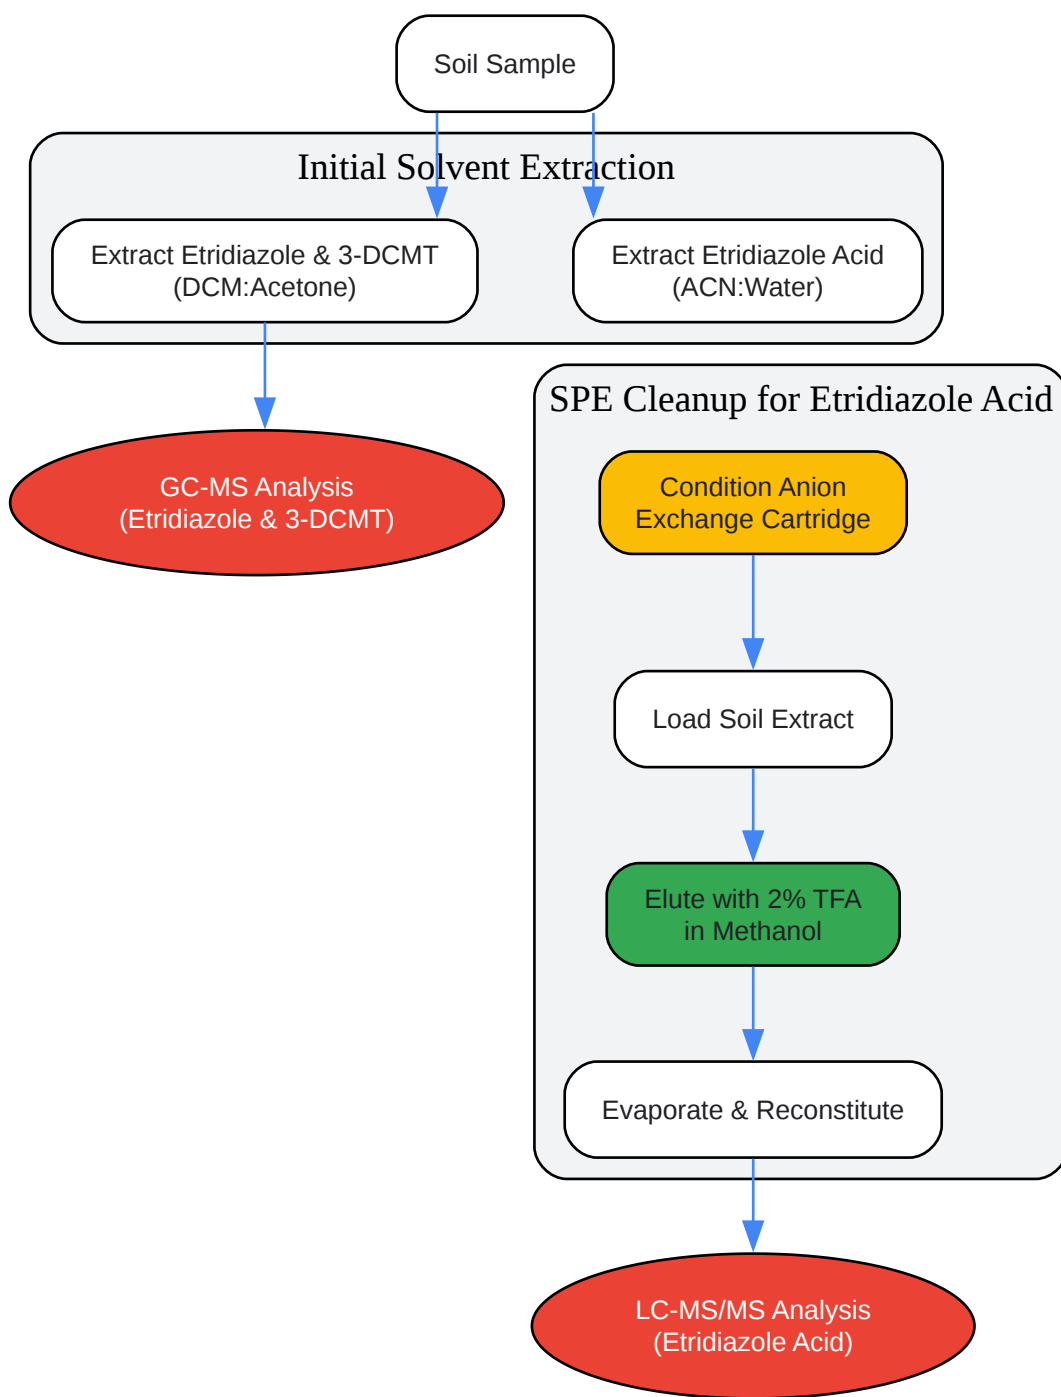 Soil Sample
Initial Solvent Extraction
Extract Etridiazole & 3-DCMT
(DCM:Acetone)
Extract Etridiazole Acid
(ACN:Water)
GC-MS Analysis
(Etridiazole & 3-DCMT)
SPE Cleanup for Etridiazole Acid
Condition Anion
Exchange Cartridge
Load Soil Extract
Elute with 2% TFA
in Methanol
Evaporate & Reconstitute
LC-MS/MS Analysis
(Etridiazole Acid)